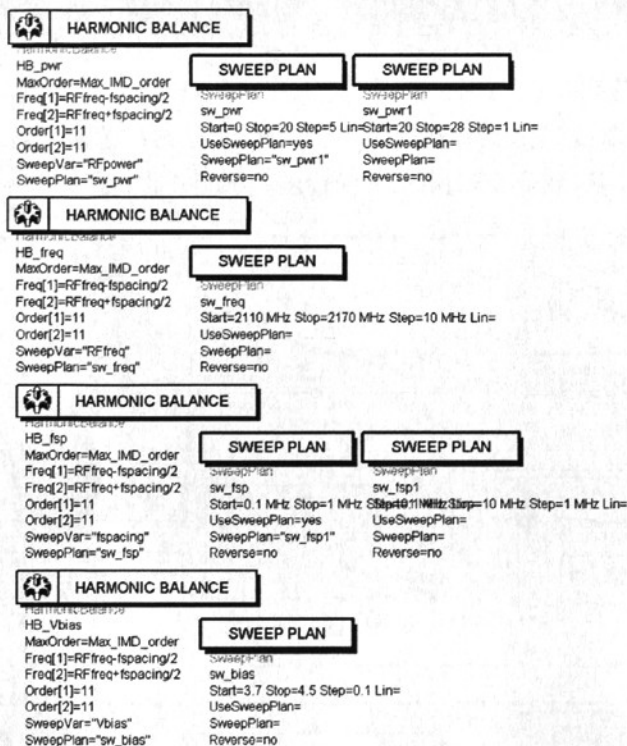 HARMONIC BALANCE
HarmonicBalance
HB_pwr
MaxOrder=Max_IMD_order
Freq[1]=RFfreq-fspacing/2
Freq[2]=RFfreq+fspacing/2
Order[1]=11
Order[2]=11
SweepVar="RFpower"
SweepPlan="sw_pwr"
SWEEP PLAN
SweepPlan
sw_pwr
Start=0 Stop=20 Step=5 Lin=
UseSweepPlan=yes
SweepPlan="sw_pwr1"
Reverse=no
SWEEP PLAN
SweepPlan
sw_pwr1
Start=20 Stop=28 Step=1 Lin=
UseSweepPlan=
SweepPlan=
Reverse=no
HARMONIC BALANCE
HarmonicBalance
HB_freq
MaxOrder=Max_IMD_order
Freq[1]=RFfreq-fspacing/2
Freq[2]=RFfreq+fspacing/2
Order[1]=11
Order[2]=11
SweepVar="RFfreq"
SweepPlan="sw_freq"
SWEEP PLAN
SweepPlan
sw_freq
Start=2110 MHz Stop=2170 MHz Step=10 MHz Lin=
UseSweepPlan=
SweepPlan=
Reverse=no
HARMONIC BALANCE
HarmonicBalance
HB_fsp
MaxOrder=Max_IMD_order
Freq[1]=RFfreq-fspacing/2
Freq[2]=RFfreq+fspacing/2
Order[1]=11
Order[2]=11
SweepVar="fspacing"
SweepPlan="sw_fsp"
SWEEP PLAN
SweepPlan
sw_fsp
Start=0.1 MHz Stop=1 MHz
UseSweepPlan=yes
SweepPlan="sw_fsp1"
Reverse=no
SWEEP PLAN
SweepPlan
sw_fsp1
=10 MHz Step=1 MHz Lin=
UseSweepPlan=
SweepPlan=
Reverse=no
HARMONIC BALANCE
HarmonicBalance
HB_Vbias
MaxOrder=Max_IMD_order
Freq[1]=RFfreq-fspacing/2
Freq[2]=RFfreq+fspacing/2
Order[1]=11
Order[2]=11
SweepVar="Vbias"
SweepPlan="sw_bias"
SWEEP PLAN
SweepPlan
sw_bias
Start=3.7 Stop=4.5 Step=0.1 Lin=
UseSweepPlan=
SweepPlan=
Reverse=no